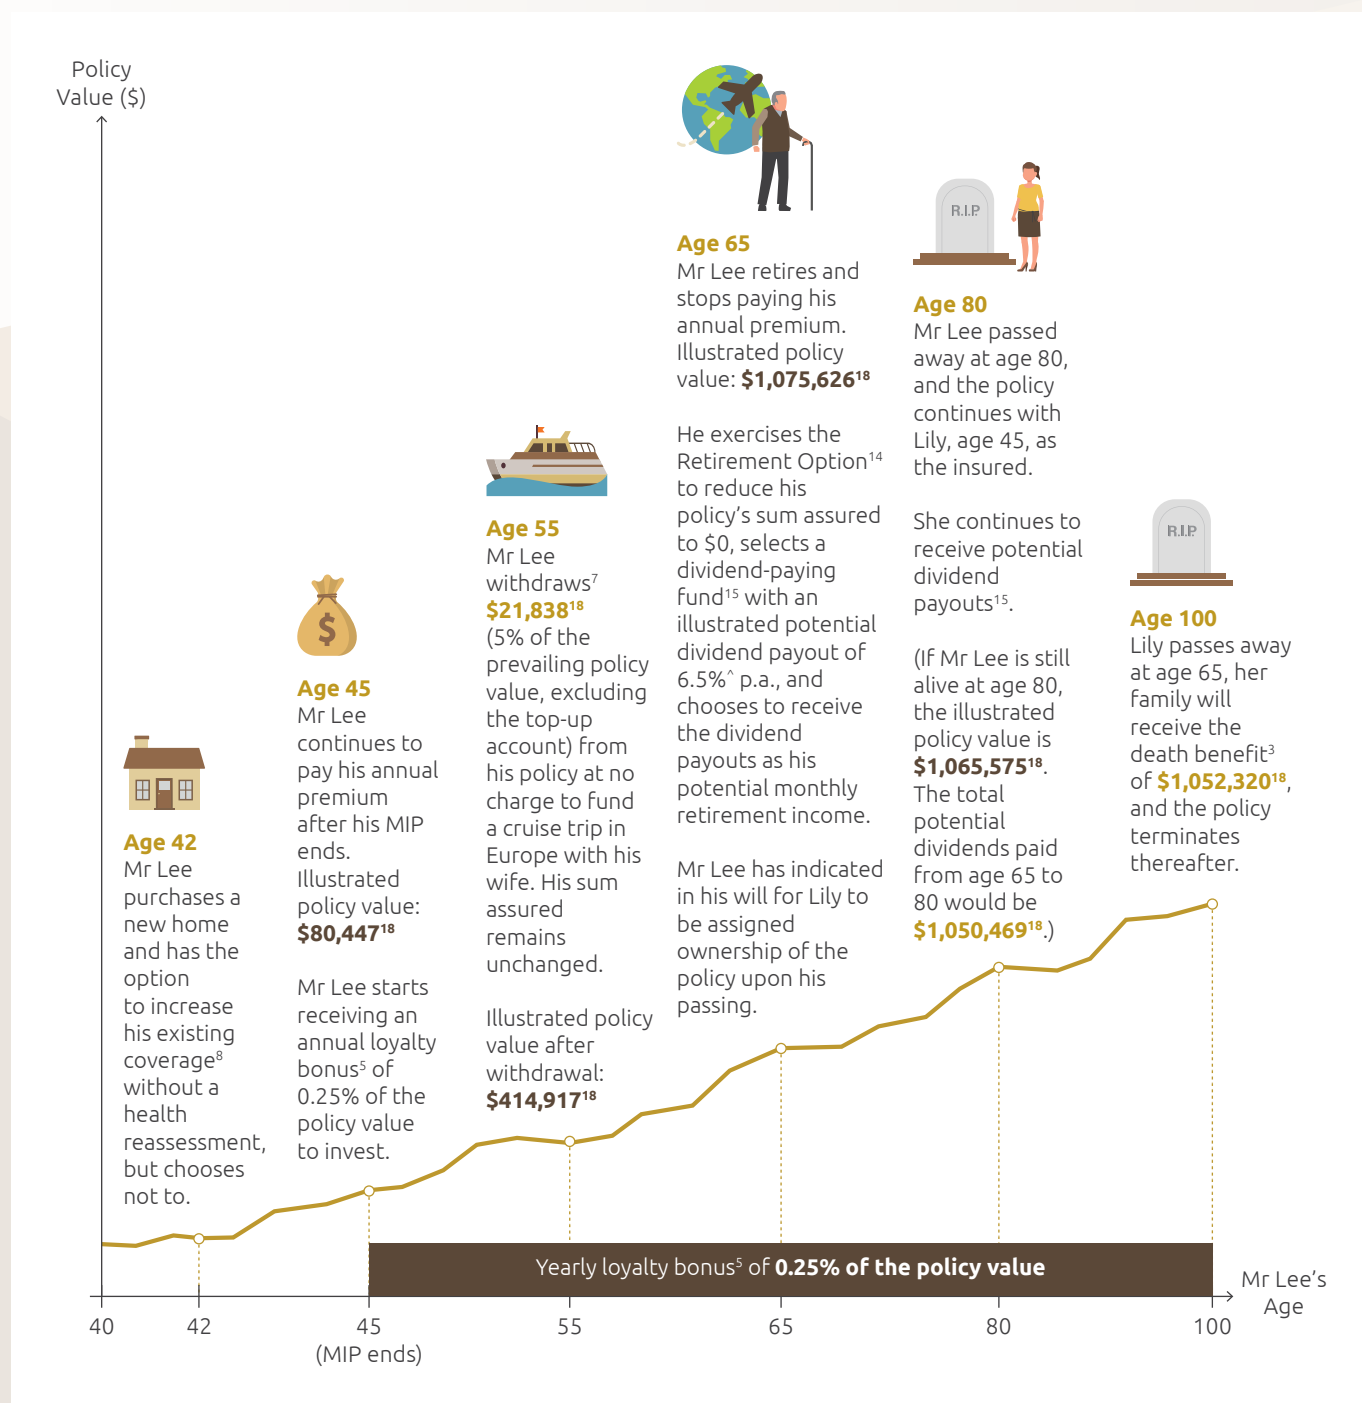 Policy
Value ($)
R.I.P.
R.I.P.
Age 42
Mr Lee
purchases a
new home
and has the
option
to increase
his existing
coverage⁸
without a
health
reassessment,
but chooses
not to.
Age 45
Mr Lee
continues to
pay his annual
premium
after his MIP
ends.
Illustrated
policy value:
$80,447¹⁸
Mr Lee starts
receiving an
annual loyalty
bonus⁵ of
0.25% of the
policy value
to invest.
Age 55
Mr Lee
withdraws⁷
$21,838¹⁸
(5% of the
prevailing policy
value, excluding
the top-up
account) from
his policy at no
charge to fund
a cruise trip in
Europe with his
wife. His sum
assured
remains
unchanged.
Illustrated policy
value after
withdrawal:
$414,917¹⁸
Age 65
Mr Lee retires and
stops paying his
annual premium.
Illustrated policy
value: $1,075,626¹⁸
He exercises the
Retirement Option¹⁴
to reduce his
policy’s sum assured
to $0, selects a
dividend-paying
fund¹⁵ with an
illustrated potential
dividend payout of
6.5%^ p.a., and
chooses to receive
the dividend
payouts as his
potential monthly
retirement income.
Mr Lee has indicated
in his will for Lily to
be assigned
ownership of the
policy upon his
passing.
Age 80
Mr Lee passed
away at age 80,
and the policy
continues with
Lily, age 45, as
the insured.
She continues to
receive potential
dividend
payouts¹⁵.
(If Mr Lee is still
alive at age 80,
the illustrated
policy value is
$1,065,575¹⁸.
The total
potential
dividends paid
from age 65 to
80 would be
$1,050,469¹⁸.)
Age 100
Lily passes away
at age 65, her
family will
receive the
death benefit³
of $1,052,320¹⁸,
and the policy
terminates
thereafter.
Yearly loyalty bonus⁵ of 0.25% of the policy value
Mr Lee’s
Age
40 42 45 55 65 80 100
(MIP ends)